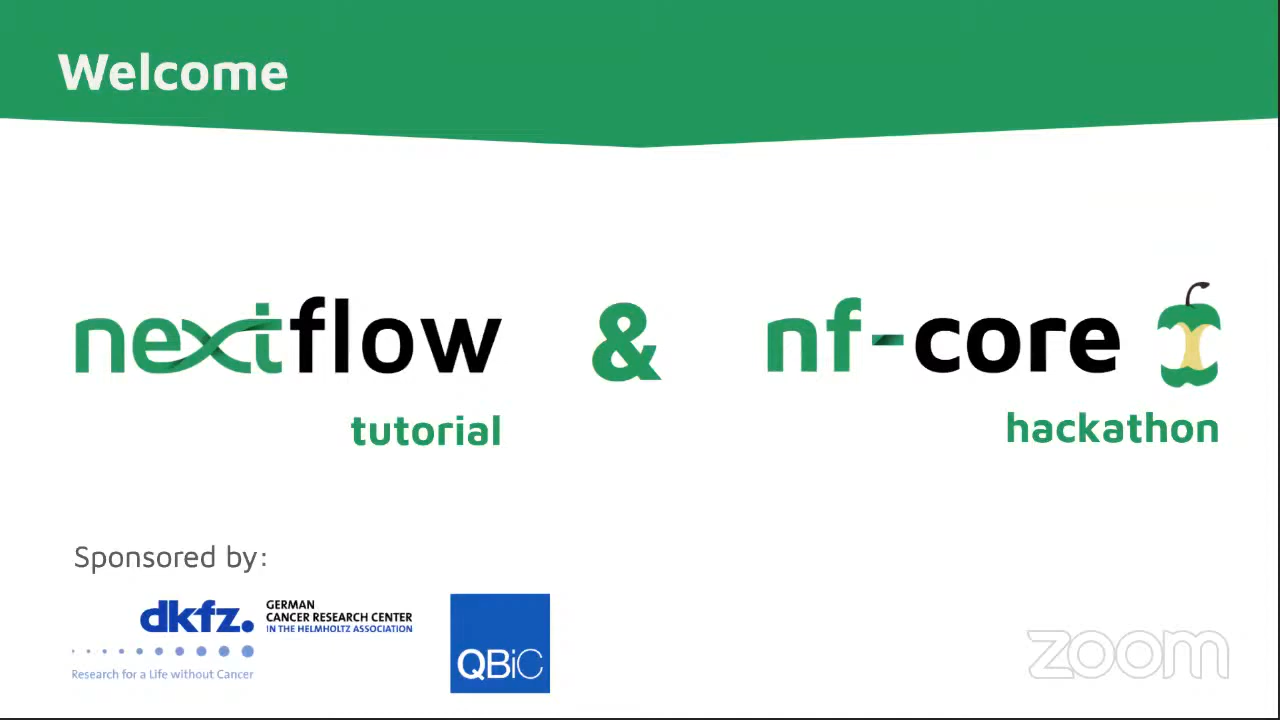 Welcome
nextflow & nf-core
tutorial
hackathon
Sponsored by:
dkfz. GERMAN
CANCER RESEARCH CENTER
IN THE HELMHOLTZ ASSOCIATION
Research for a Life without Cancer
QBiC
zoom